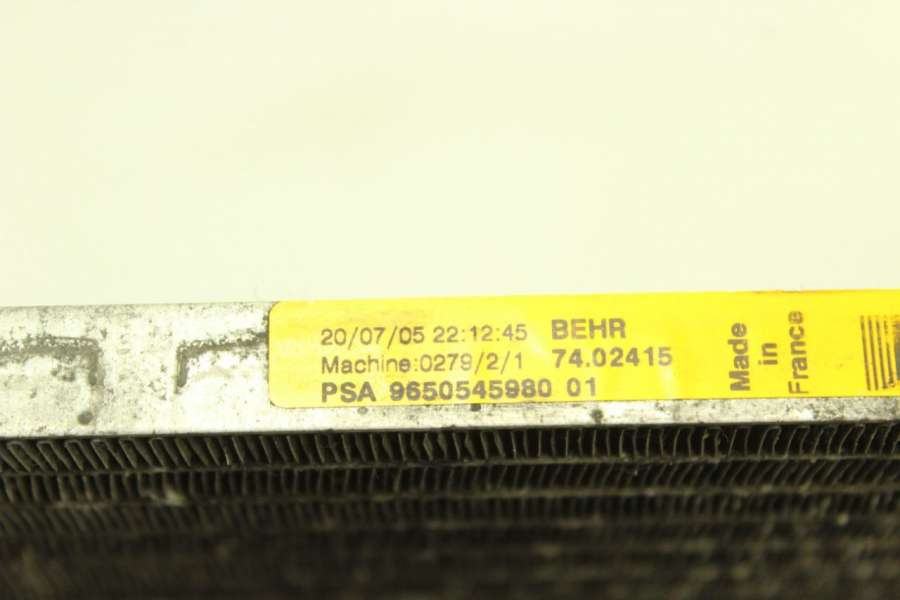 20/07/05 22:12:45 BEHR
Machine:0279/2/1 74.02415
PSA 9650545980 01
Made
in
France